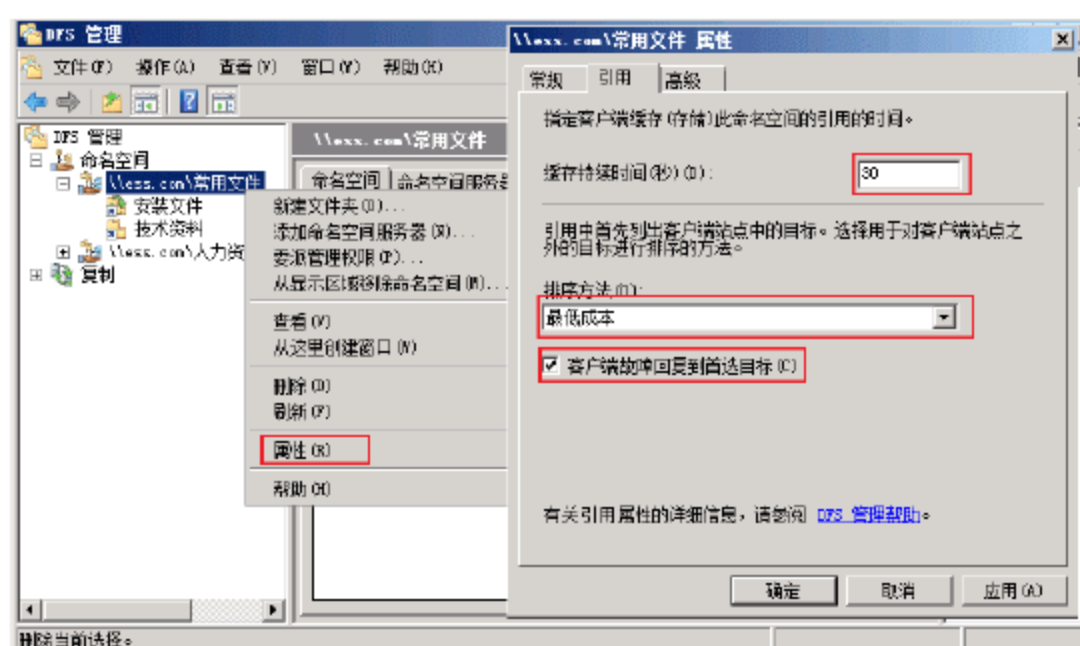 DFS 管理
文件(F) 操作(A) 查看(V) 窗口(W) 帮助(H)
DFS 管理
命名空间
\\ess.com\常用文件
安装文件
技术资料
\\ess.com\人力资
复制
\\ess.com\常用文件
命名空间 命名空间服务器
新建文件夹(O)...
添加命名空间服务器(X)...
委派管理权限(P)...
从显示区域移除命名空间(M)...
查看(V)
从这里创建窗口(W)
删除(D)
刷新(F)
属性(R)
帮助(H)
删除当前选择。
\\ess.com\常用文件 属性
常规 引用 高级
指定客户端缓存(存储)此命名空间的引用的时间。
缓存持续时间(秒)(D): 30
引用中首先列出客户端站点中的目标。选择用于对客户端站点之
外的目标进行排序的方法。
排序方法(O):
最低成本
客户端故障回复到首选目标(C)
有关引用属性的详细信息，请参阅 DFS 管理帮助。
确定 取消 应用(A)